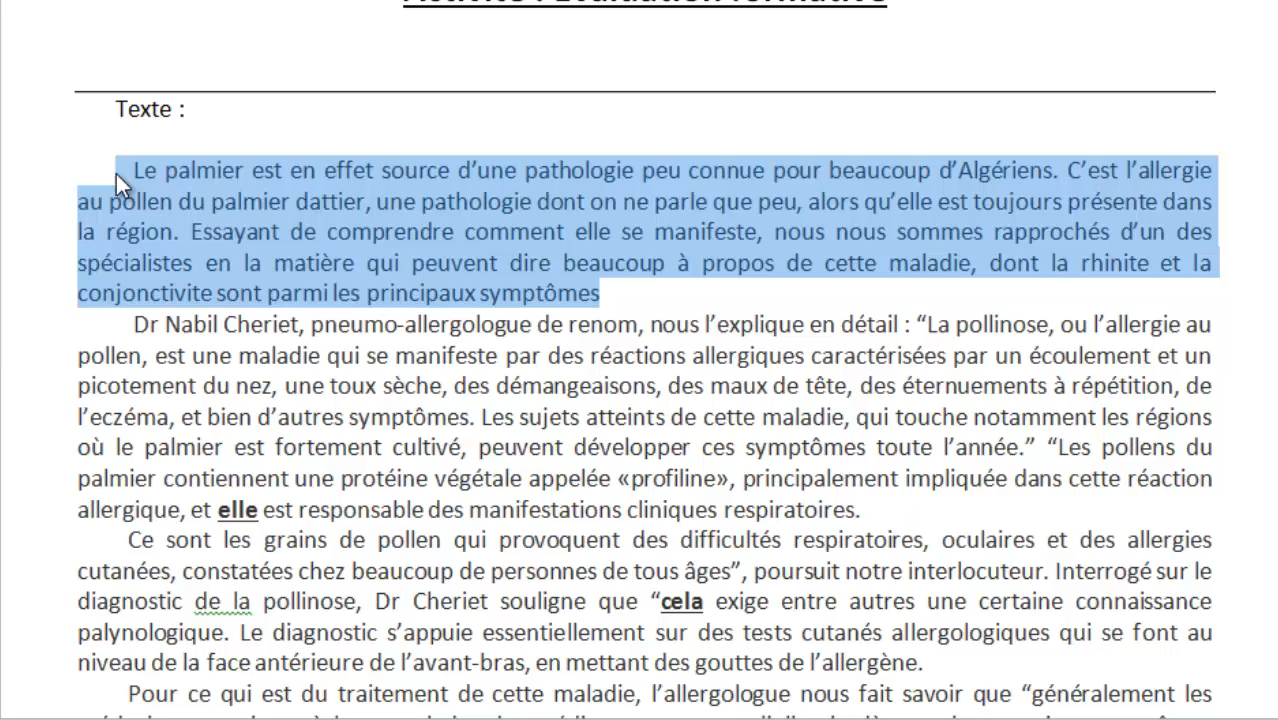 Texte :
Le palmier est en effet source d’une pathologie peu connue pour beaucoup d’Algériens. C’est l’allergie
au pollen du palmier dattier, une pathologie dont on ne parle que peu, alors qu’elle est toujours présente dans
la région. Essayant de comprendre comment elle se manifeste, nous nous sommes rapprochés d’un des
spécialistes en la matière qui peuvent dire beaucoup à propos de cette maladie, dont la rhinite et la
conjonctivite sont parmi les principaux symptômes
Dr Nabil Cheriet, pneumo-allergologue de renom, nous l’explique en détail : “La pollinose, ou l’allergie au
pollen, est une maladie qui se manifeste par des réactions allergiques caractérisées par un écoulement et un
picotement du nez, une toux sèche, des démangeaisons, des maux de tête, des éternuements à répétition, de
l’eczéma, et bien d’autres symptômes. Les sujets atteints de cette maladie, qui touche notamment les régions
où le palmier est fortement cultivé, peuvent développer ces symptômes toute l’année.” “Les pollens du
palmier contiennent une protéine végétale appelée «profiline», principalement impliquée dans cette réaction
allergique, et elle est responsable des manifestations cliniques respiratoires.
Ce sont les grains de pollen qui provoquent des difficultés respiratoires, oculaires et des allergies
cutanées, constatées chez beaucoup de personnes de tous âges”, poursuit notre interlocuteur. Interrogé sur le
diagnostic de la pollinose, Dr Cheriet souligne que “cela exige entre autres une certaine connaissance
palynologique. Le diagnostic s’appuie essentiellement sur des tests cutanés allergologiques qui se font au
niveau de la face antérieure de l’avant-bras, en mettant des gouttes de l’allergène.
Pour ce qui est du traitement de cette maladie, l’allergologue nous fait savoir que “généralement les